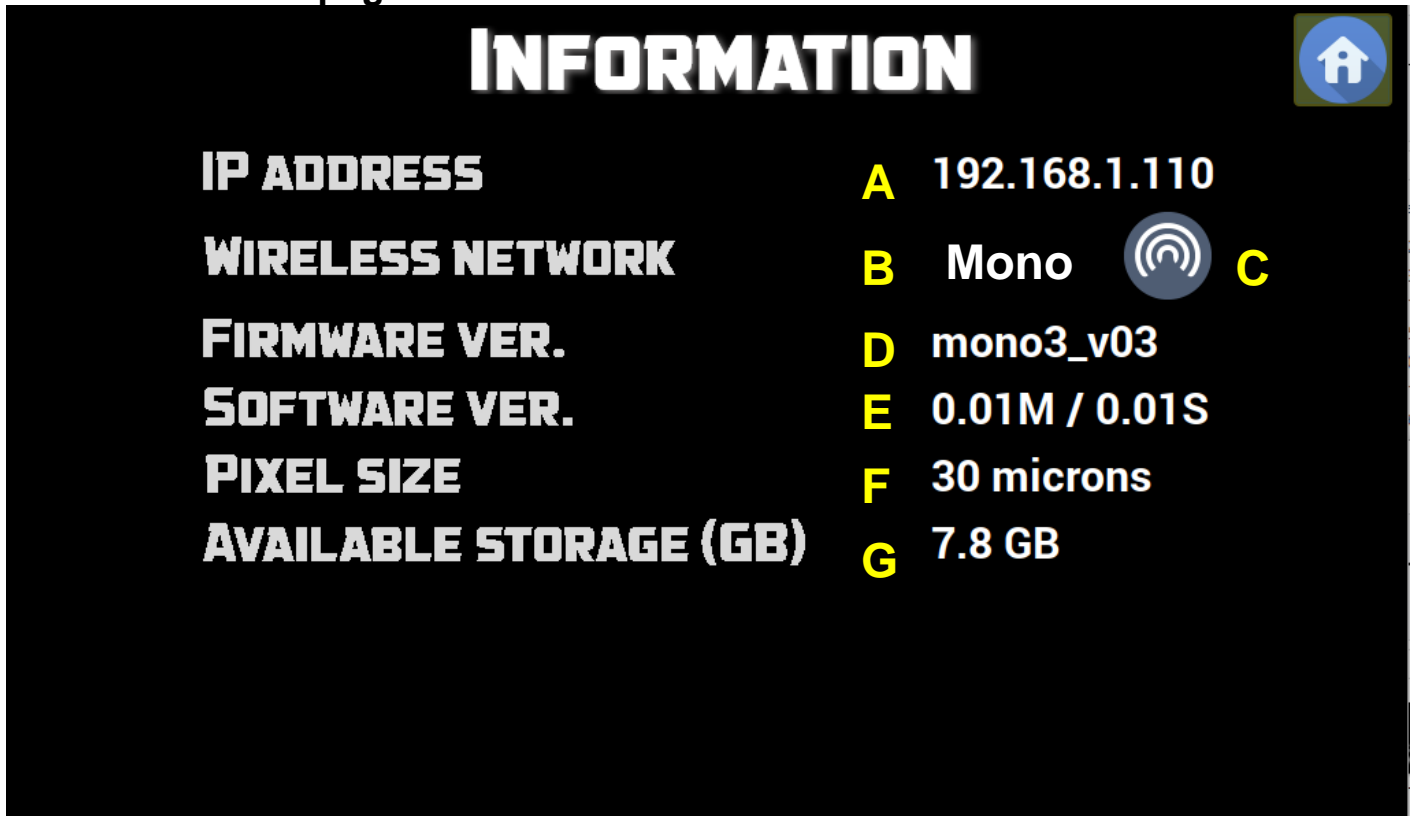 INFORMATION
IP ADDRESS A 192.168.1.110
WIRELESS NETWORK B Mono C
FIRMWARE VER. D mono3_v03
SOFTWARE VER. E 0.01M / 0.01S
PIXEL SIZE F 30 microns
AVAILABLE STORAGE (GB) G 7.8 GB